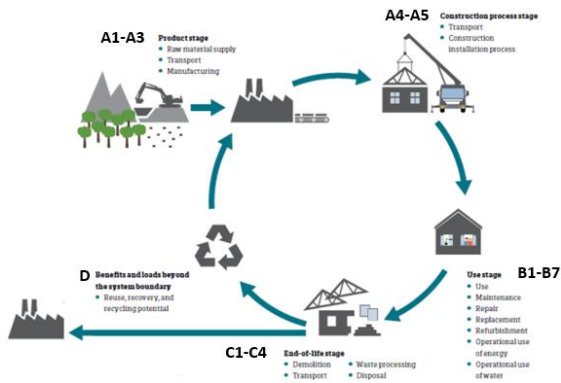 A1-A3
Product stage
• Raw material supply
• Transport
• Manufacturing
A4-A5
Construction process stage
• Transport
• Construction
installation process
B1-B7
Use stage
• Use
• Maintenance
• Repair
• Replacement
• Refurbishment
• Operational use
of energy
• Operational use
of water
C1-C4
End-of-life stage
• Demolition
• Transport
• Waste processing
• Disposal
D
Benefits and loads beyond
the system boundary
• Reuse, recovery, and
recycling potential